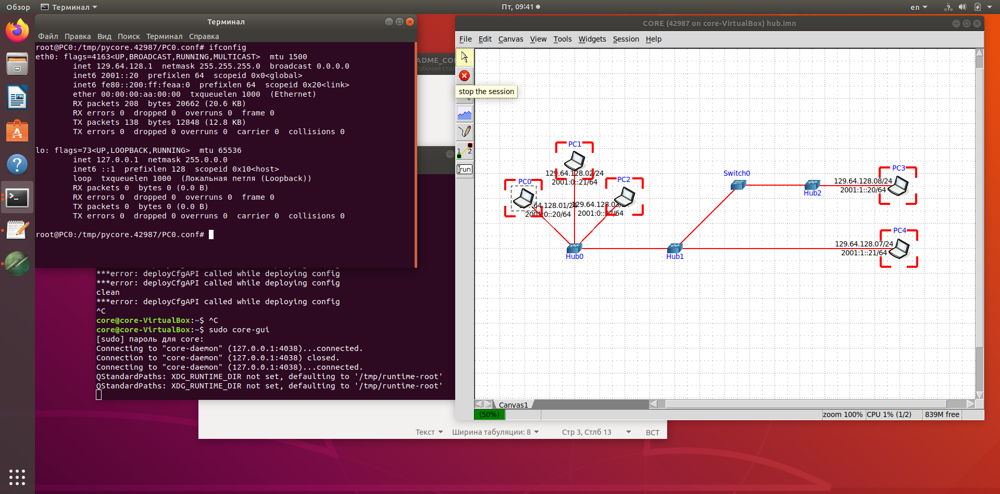 Обзор
Терминал
Пт, 09:41
en
Терминал
Файл Правка Вид Поиск Терминал Справка
root@PC0:/tmp/pycore.42987/PC0.conf# ifconfig
eth0: flags=4163<UP,BROADCAST,RUNNING,MULTICAST>  mtu 1500
inet 129.64.128.1  netmask 255.255.255.0  broadcast 0.0.0.0
inet6 2001::20  prefixlen 64  scopeid 0x0<global>
inet6 fe80::200:ff:feaa:0  prefixlen 64  scopeid 0x20<link>
ether 00:00:00:aa:00:00  txqueuelen 1000  (Ethernet)
RX packets 208  bytes 20662 (20.6 KB)
RX errors 0  dropped 0  overruns 0  frame 0
TX packets 138  bytes 12848 (12.8 KB)
TX errors 0  dropped 0 overruns 0  carrier 0  collisions 0
lo: flags=73<UP,LOOPBACK,RUNNING>  mtu 65536
inet 127.0.0.1  netmask 255.0.0.0
inet6 ::1  prefixlen 128  scopeid 0x10<host>
loop  txqueuelen 1000  (Локальная петля (Loopback))
RX packets 0  bytes 0 (0.0 B)
RX errors 0  dropped 0  overruns 0  frame 0
TX packets 0  bytes 0 (0.0 B)
TX errors 0  dropped 0 overruns 0  carrier 0  collisions 0
root@PC0:/tmp/pycore.42987/PC0.conf#
***error: deployCfgAPI called while deploying config
***error: deployCfgAPI called while deploying config
clean
***error: deployCfgAPI called while deploying config
^C
core@core-VirtualBox:~$ ^C
core@core-VirtualBox:~$ sudo core-gui
[sudo] пароль для core:
Connecting to "core-daemon" (127.0.0.1:4038)...connected.
Connection to "core-daemon" (127.0.0.1:4038) closed.
Connecting to "core-daemon" (127.0.0.1:4038)...connected.
QStandardPaths: XDG_RUNTIME_DIR not set, defaulting to '/tmp/runtime-root'
QStandardPaths: XDG_RUNTIME_DIR not set, defaulting to '/tmp/runtime-root'
ADME_CO
Рабочий стол
Текст
Ширина табуляции: 8
Стр 3, Стлб 13
ВСТ
CORE (42987 on core-VirtualBox) hub.imn
File Edit Canvas View Tools Widgets Session Help
stop the session
1 2
run
PC1
129.64.128.02/24
2001:0::21/64
PC0
64.128.01/24
2001:0::20/64
PC2
129.64.128.03/
2001:0::22/64
Switch0
Hub2
PC3
129.64.128.08/24
2001:1::20/64
PC4
129.64.128.07/24
2001:1::21/64
Hub0
Hub1
Canvas1
(50%)
zoom 100%
CPU 1% (1/2)
839M free